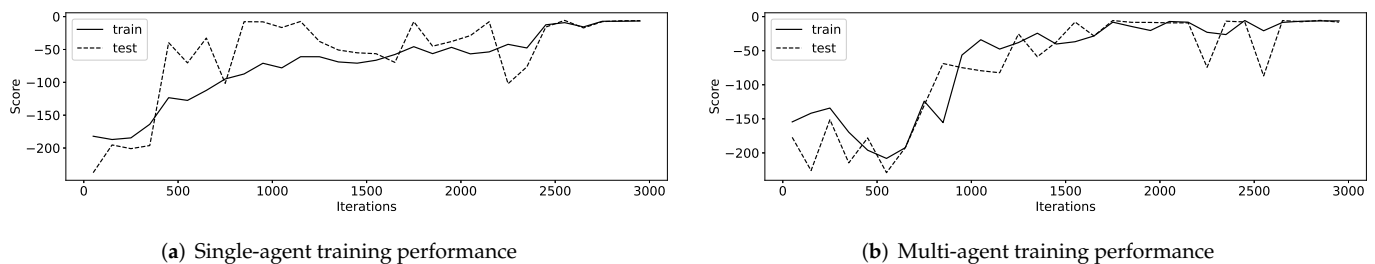 0
−50
−100
−150
−200
Score
train
test
0 500 1000 1500 2000 2500 3000
Iterations
(a) Single-agent training performance
0
−50
−100
−150
−200
Score
train
test
0 500 1000 1500 2000 2500 3000
Iterations
(b) Multi-agent training performance